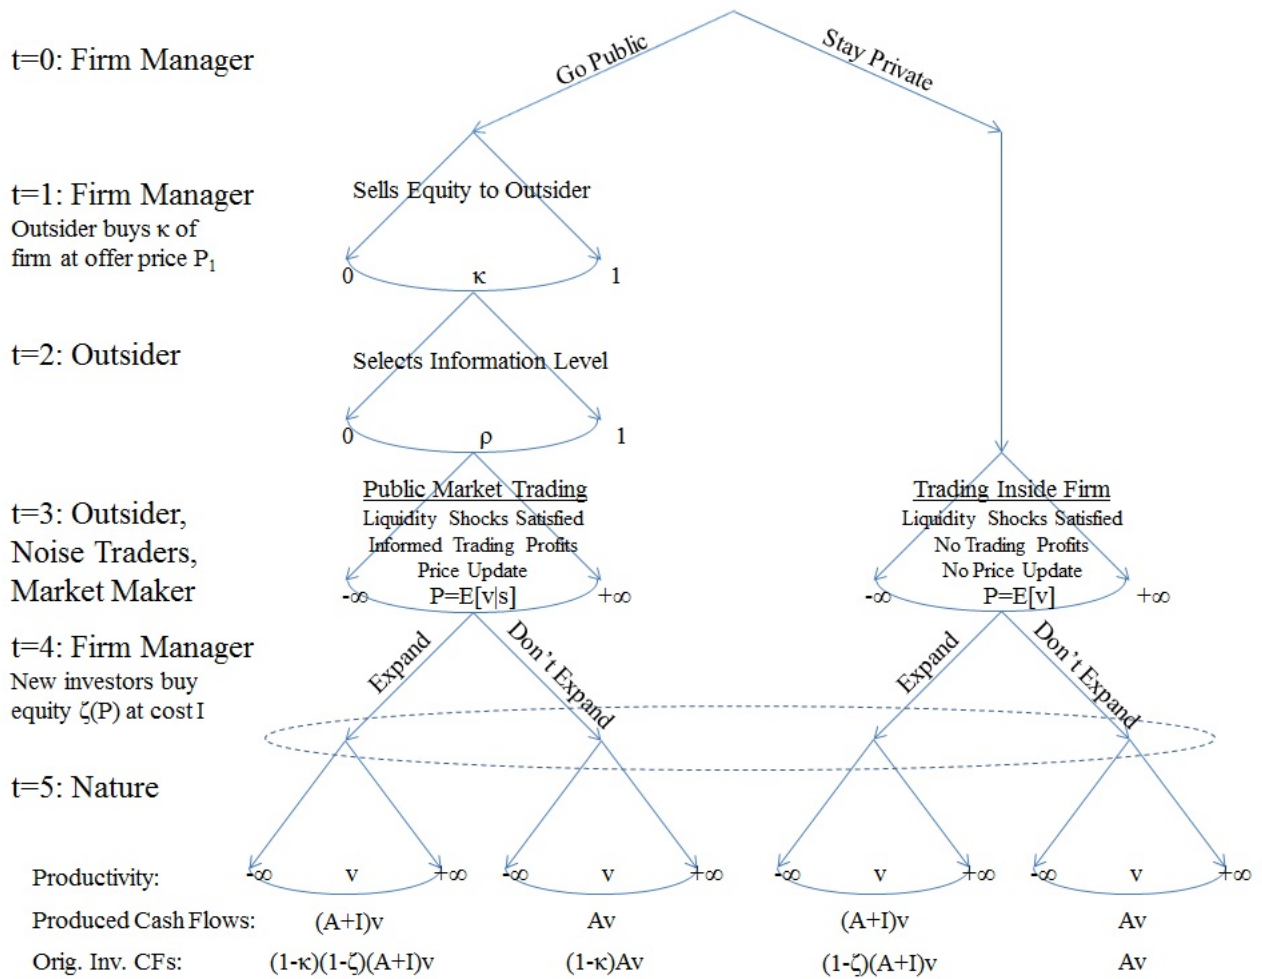 Go Public
Stay Private
t=0: Firm Manager
t=1: Firm Manager
Outsider buys κ of
firm at offer price P₁
Sells Equity to Outsider
0 κ 1
t=2: Outsider
Selects Information Level
0 ρ 1
t=3: Outsider,
Noise Traders,
Market Maker
Public Market Trading
Liquidity Shocks Satisfied
Informed Trading Profits
Price Update
-∞ P=E[v|s] +∞
Trading Inside Firm
Liquidity Shocks Satisfied
No Trading Profits
No Price Update
-∞ P=E[v] +∞
t=4: Firm Manager
New investors buy
equity ζ(P) at cost I
Expand
Don't Expand
Expand
Don't Expand
t=5: Nature
Productivity: -∞ v +∞ -∞ v +∞ -∞ v +∞ -∞ v +∞
Produced Cash Flows: (A+I)v Av (A+I)v Av
Orig. Inv. CFs: (1-κ)(1-ζ)(A+I)v (1-κ)Av (1-ζ)(A+I)v Av